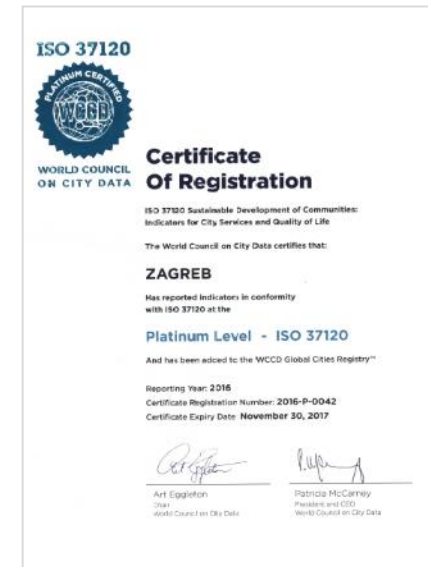 ISO 37120
PLATINUM CERTIFIED
WCCD
WORLD COUNCIL
ON CITY DATA
Certificate
Of Registration
ISO 37120 Sustainable Development of Communities:
Indicators for City Services and Quality of Life
The World Council on City Data certifies that:
ZAGREB
Has reported indicators in conformity
with ISO 37120 at the
Platinum Level - ISO 37120
And has been added to the WCCD Global Cities Registry™
Reporting Year: 2016
Certificate Registration Number: 2016-P-0042
Certificate Expiry Date November 30, 2017
Art Eggleton
Chair
World Council on City Data
Patricia McCarney
President and CEO
World Council on City Data